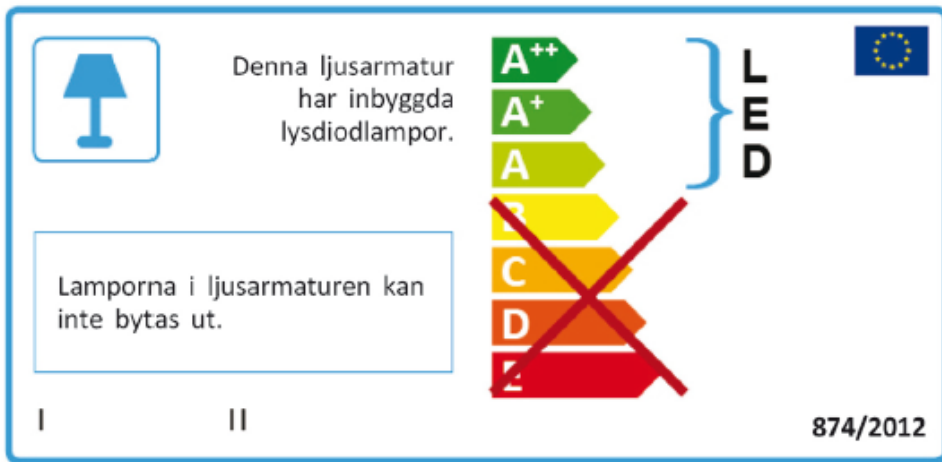 Denna ljusarmatur
har inbyggda
lysdiodlampor.
A++
A+
A
B
C
D
E
L
E
D
Lamporna i ljusarmaturen kan
inte bytas ut.
I II
874/2012